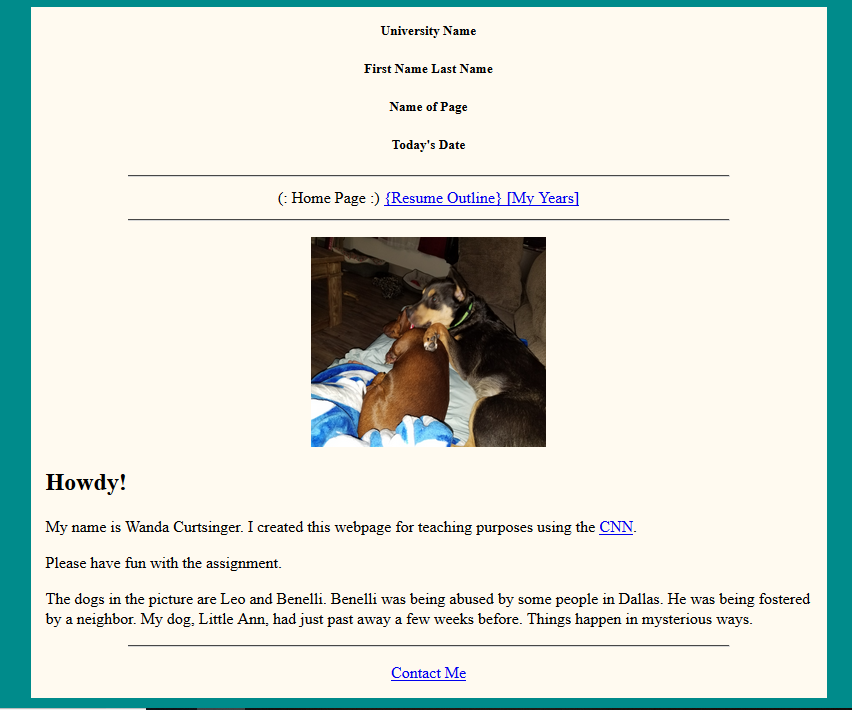 University Name
First Name Last Name
Name of Page
Today's Date
(: Home Page :) {Resume Outline} [My Years]
Howdy!
My name is Wanda Curtsinger. I created this webpage for teaching purposes using the CNN.
Please have fun with the assignment.
The dogs in the picture are Leo and Benelli. Benelli was being abused by some people in Dallas. He was being fostered
by a neighbor. My dog, Little Ann, had just past away a few weeks before. Things happen in mysterious ways.
Contact Me